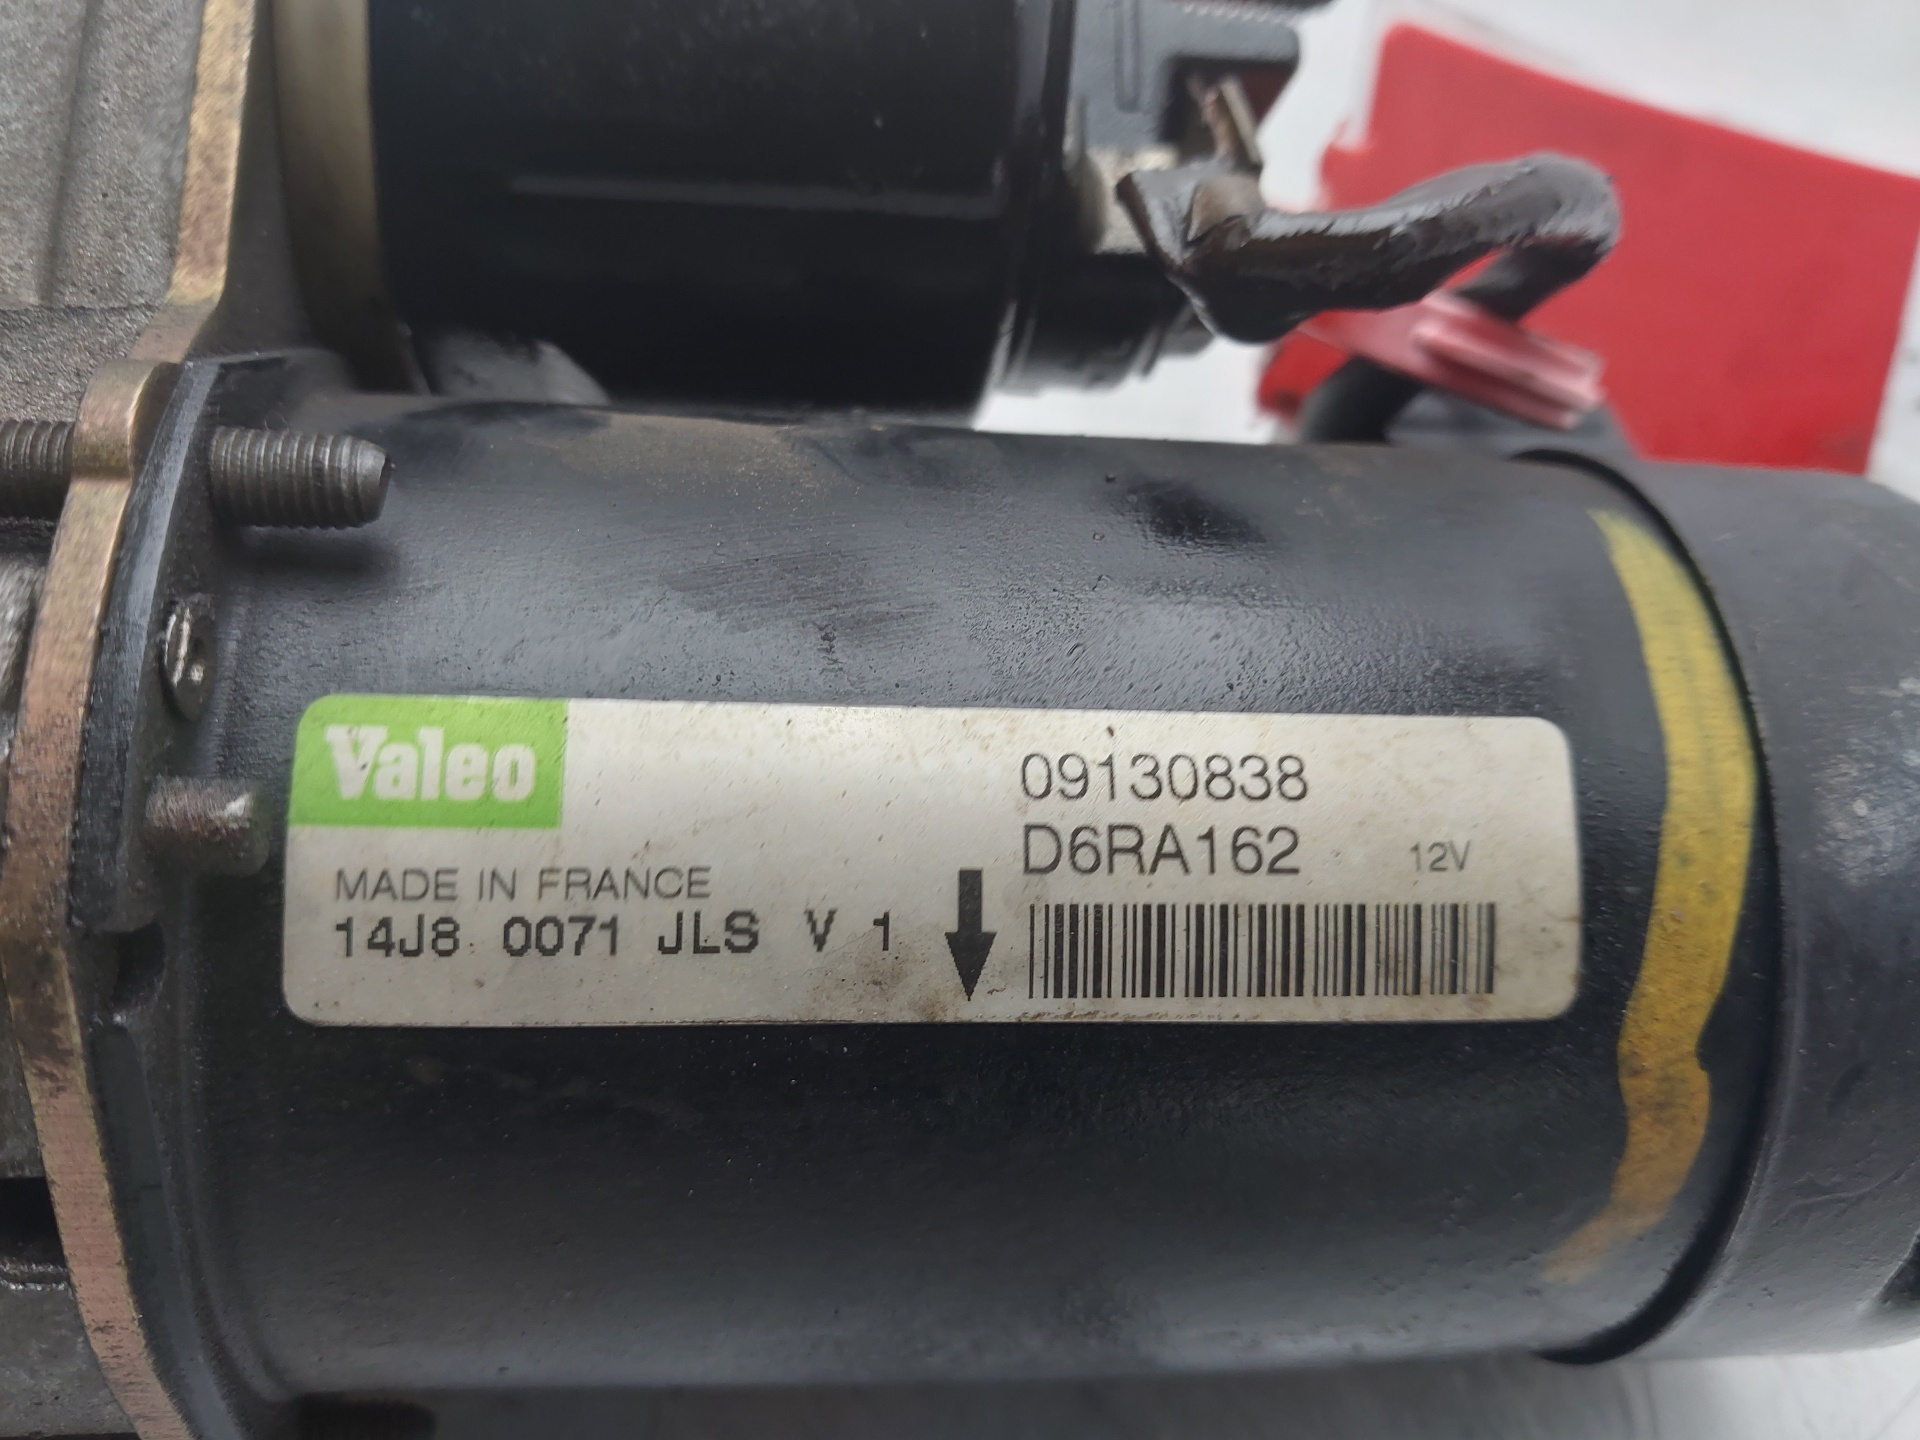 Valeo
09130838
D6RA162 12V
MADE IN FRANCE
14J8 0071 JLS V 1